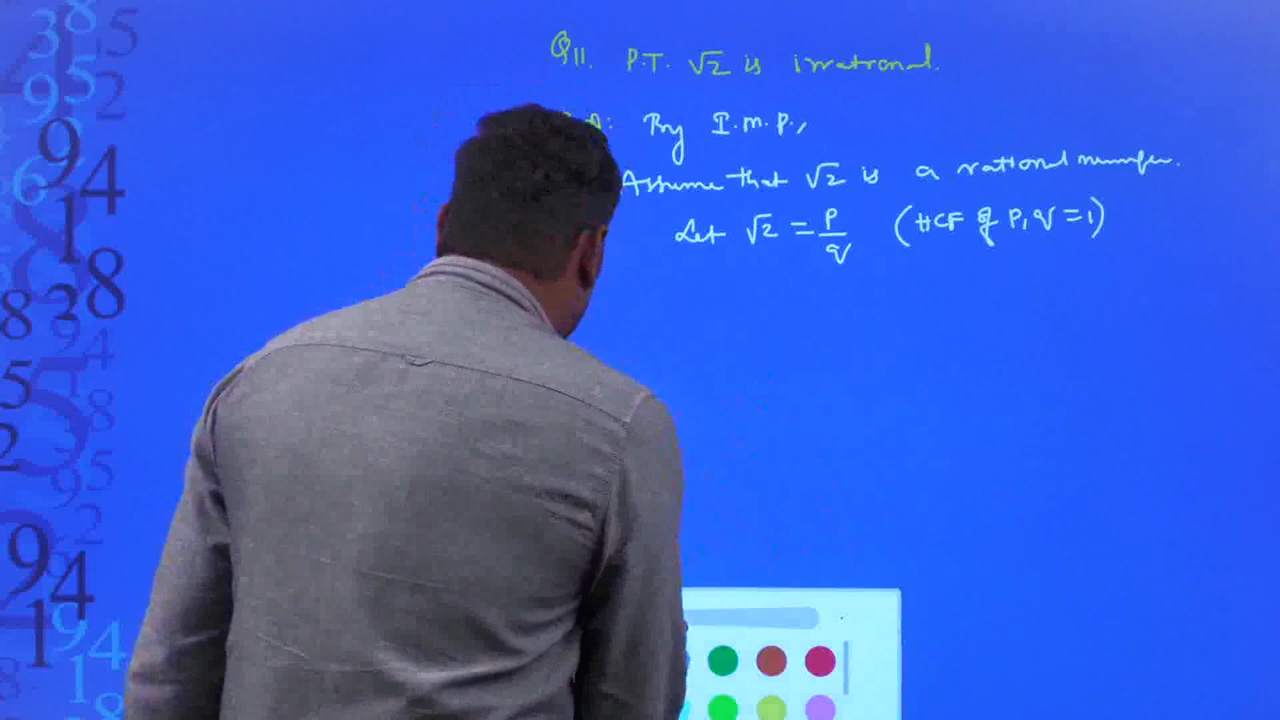 Q11. P.T. √2 is irrational.
By I.M.P.,
Assume that √2 is a rational number.
Let √2 = P/q (HCF of P, q = 1)